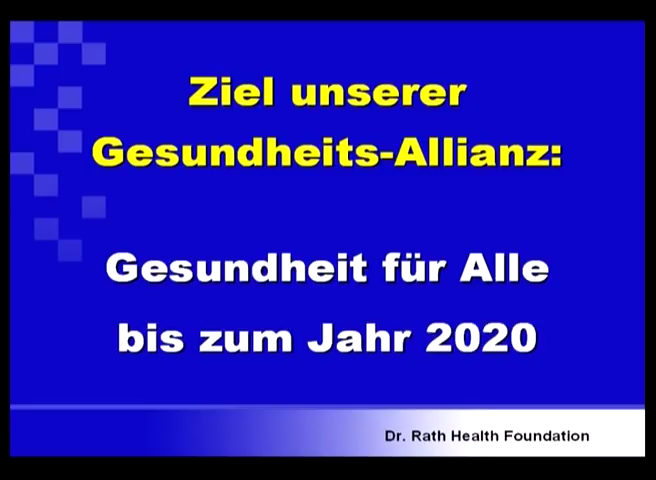 Ziel unserer
Gesundheits-Allianz:
Gesundheit für Alle
bis zum Jahr 2020
Dr. Rath Health Foundation